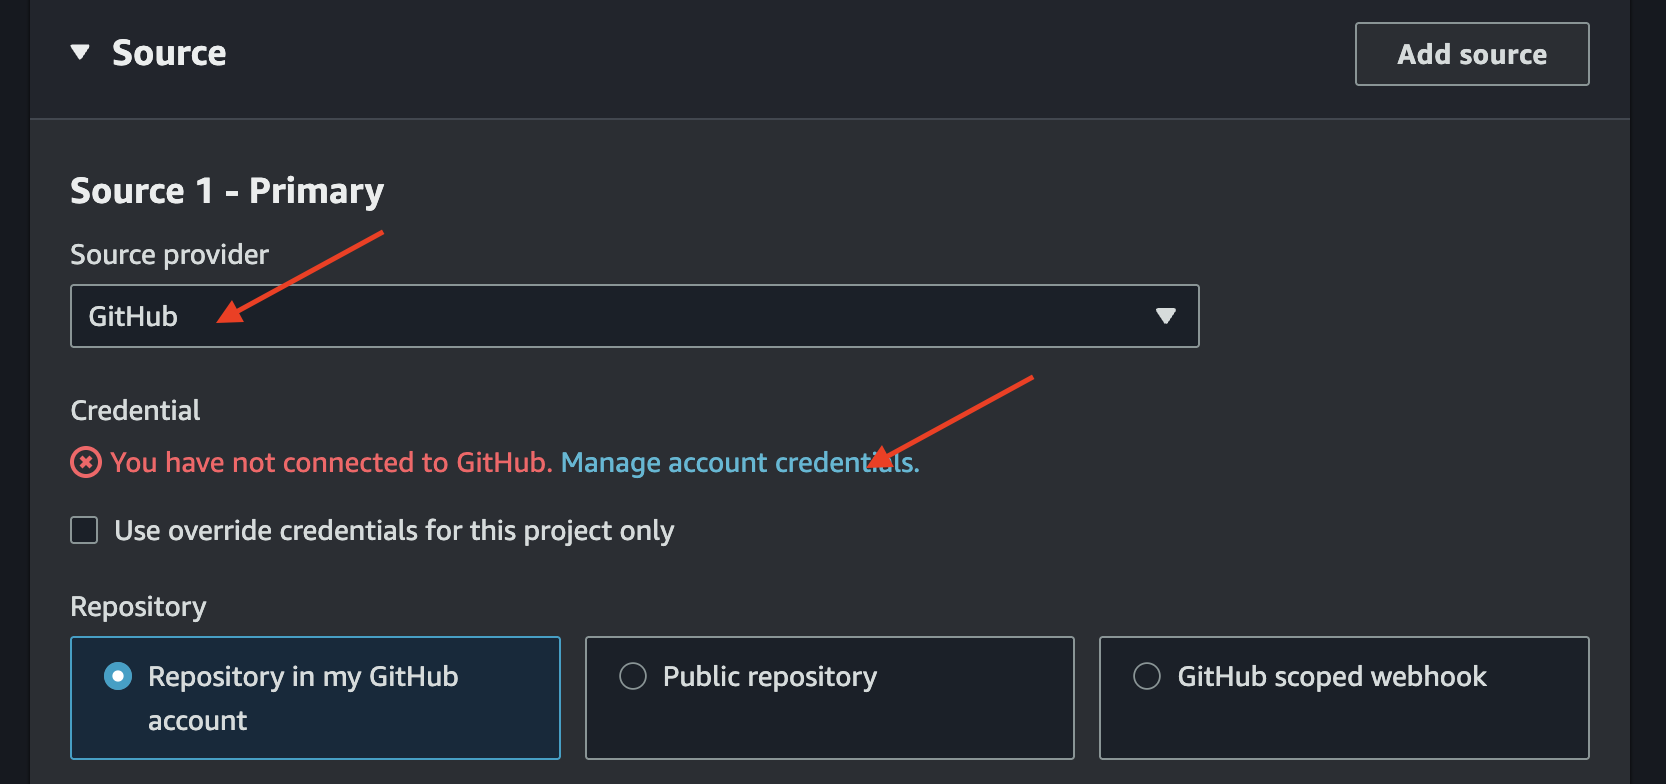 Source
Add source
Source 1 - Primary
Source provider
GitHub
Credential
You have not connected to GitHub. Manage account credentials.
Use override credentials for this project only
Repository
Repository in my GitHub
account
Public repository
GitHub scoped webhook